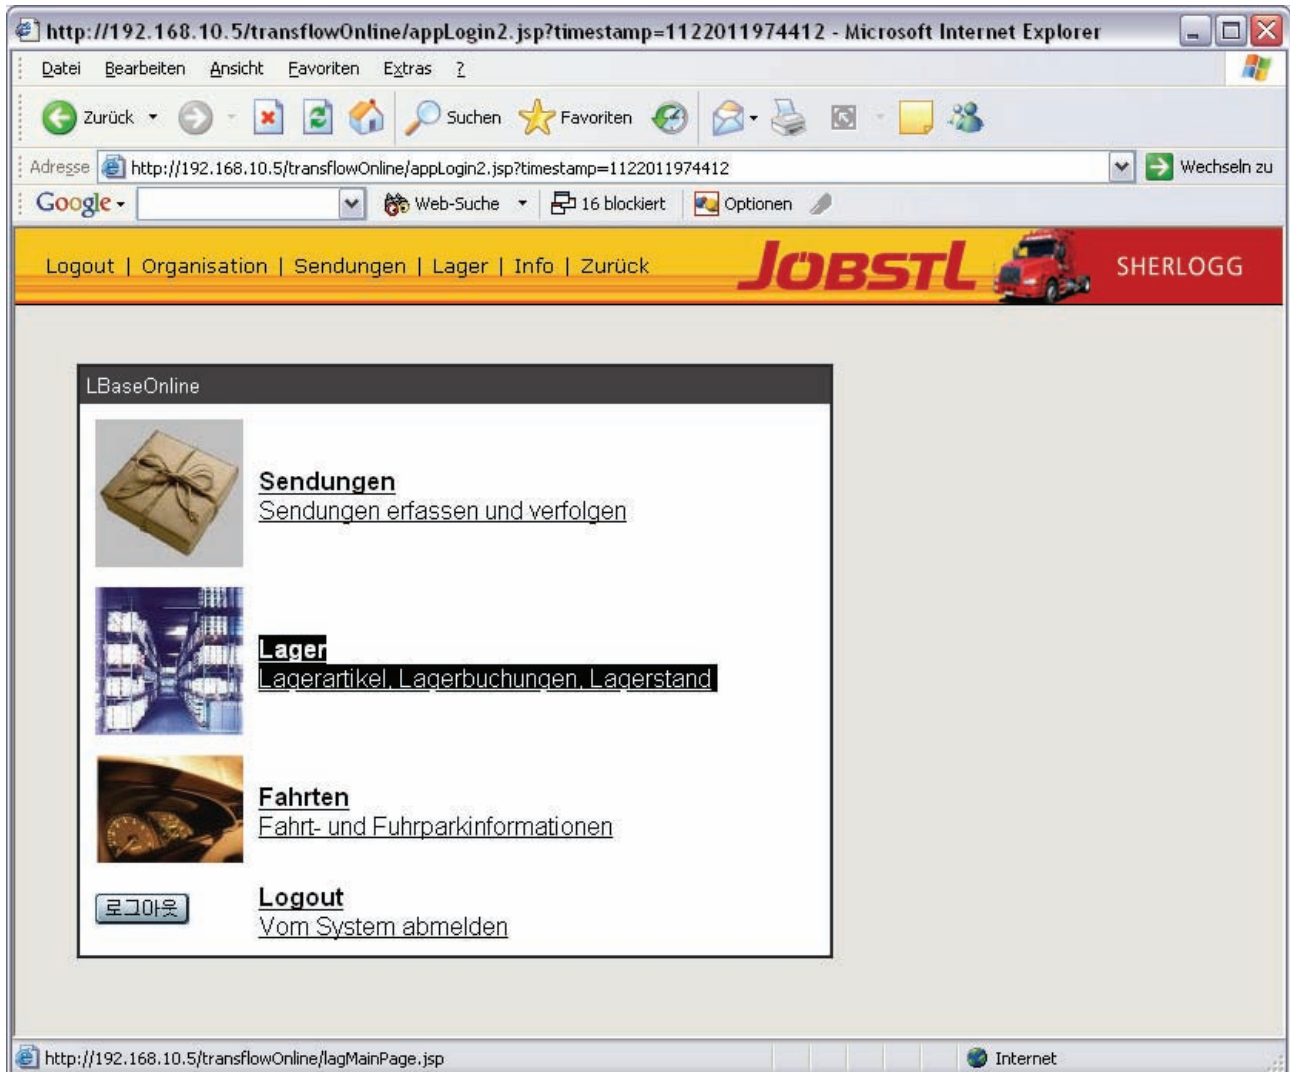 http://192.168.10.5/transflowOnline/appLogin2.jsp?timestamp=1122011974412 - Microsoft Internet Explorer
Datei Bearbeiten Ansicht Favoriten Extras ?
Zurück Suchen Favoriten
Adresse http://192.168.10.5/transflowOnline/appLogin2.jsp?timestamp=1122011974412 Wechseln zu
Google Web-Suche 16 blockiert Optionen
Logout | Organisation | Sendungen | Lager | Info | Zurück JÖBSTL SHERLOGG
LBaseOnline
Sendungen
Sendungen erfassen und verfolgen
Lager
Lagerartikel, Lagerbuchungen, Lagerstand
Fahrten
Fahrt- und Fuhrparkinformationen
로그아웃 Logout
Vom System abmelden
http://192.168.10.5/transflowOnline/lagMainPage.jsp Internet